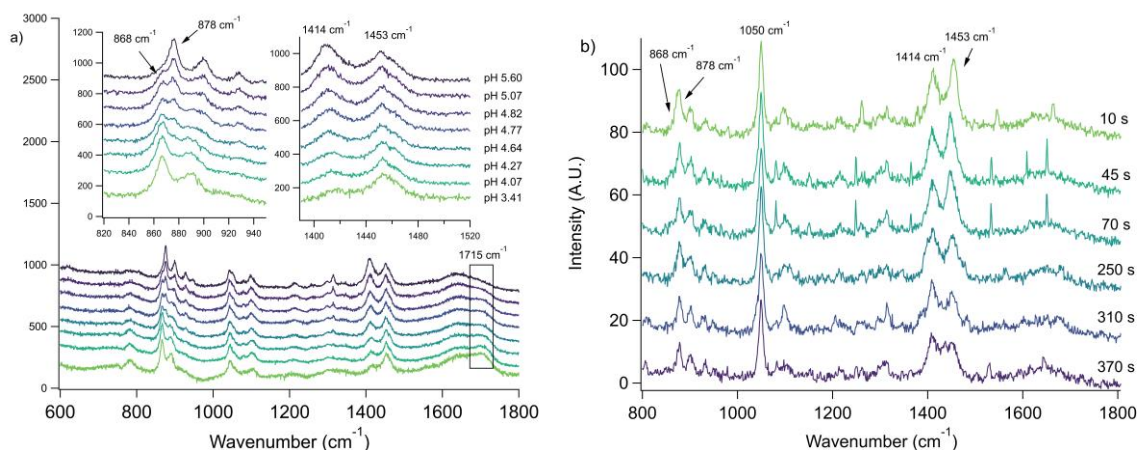 a)
3000
2500
2000
1500
1000
500
0
600
800
1000
1200
1400
1600
1800
Wavenumber (cm⁻¹)
1715 cm⁻¹
1200
1000
800
600
400
200
0
820
840
860
880
900
920
940
868 cm⁻¹
878 cm⁻¹
1000
800
600
400
200
1400
1440
1480
1520
1414 cm⁻¹
1453 cm⁻¹
pH 5.60
pH 5.07
pH 4.82
pH 4.77
pH 4.64
pH 4.27
pH 4.07
pH 3.41
b)
Intensity (A.U.)
100
80
60
40
20
0
800
1000
1200
1400
1600
1800
Wavenumber (cm⁻¹)
868 cm⁻¹
878 cm⁻¹
1050 cm⁻¹
1414 cm⁻¹
1453 cm⁻¹
10 s
45 s
70 s
250 s
310 s
370 s